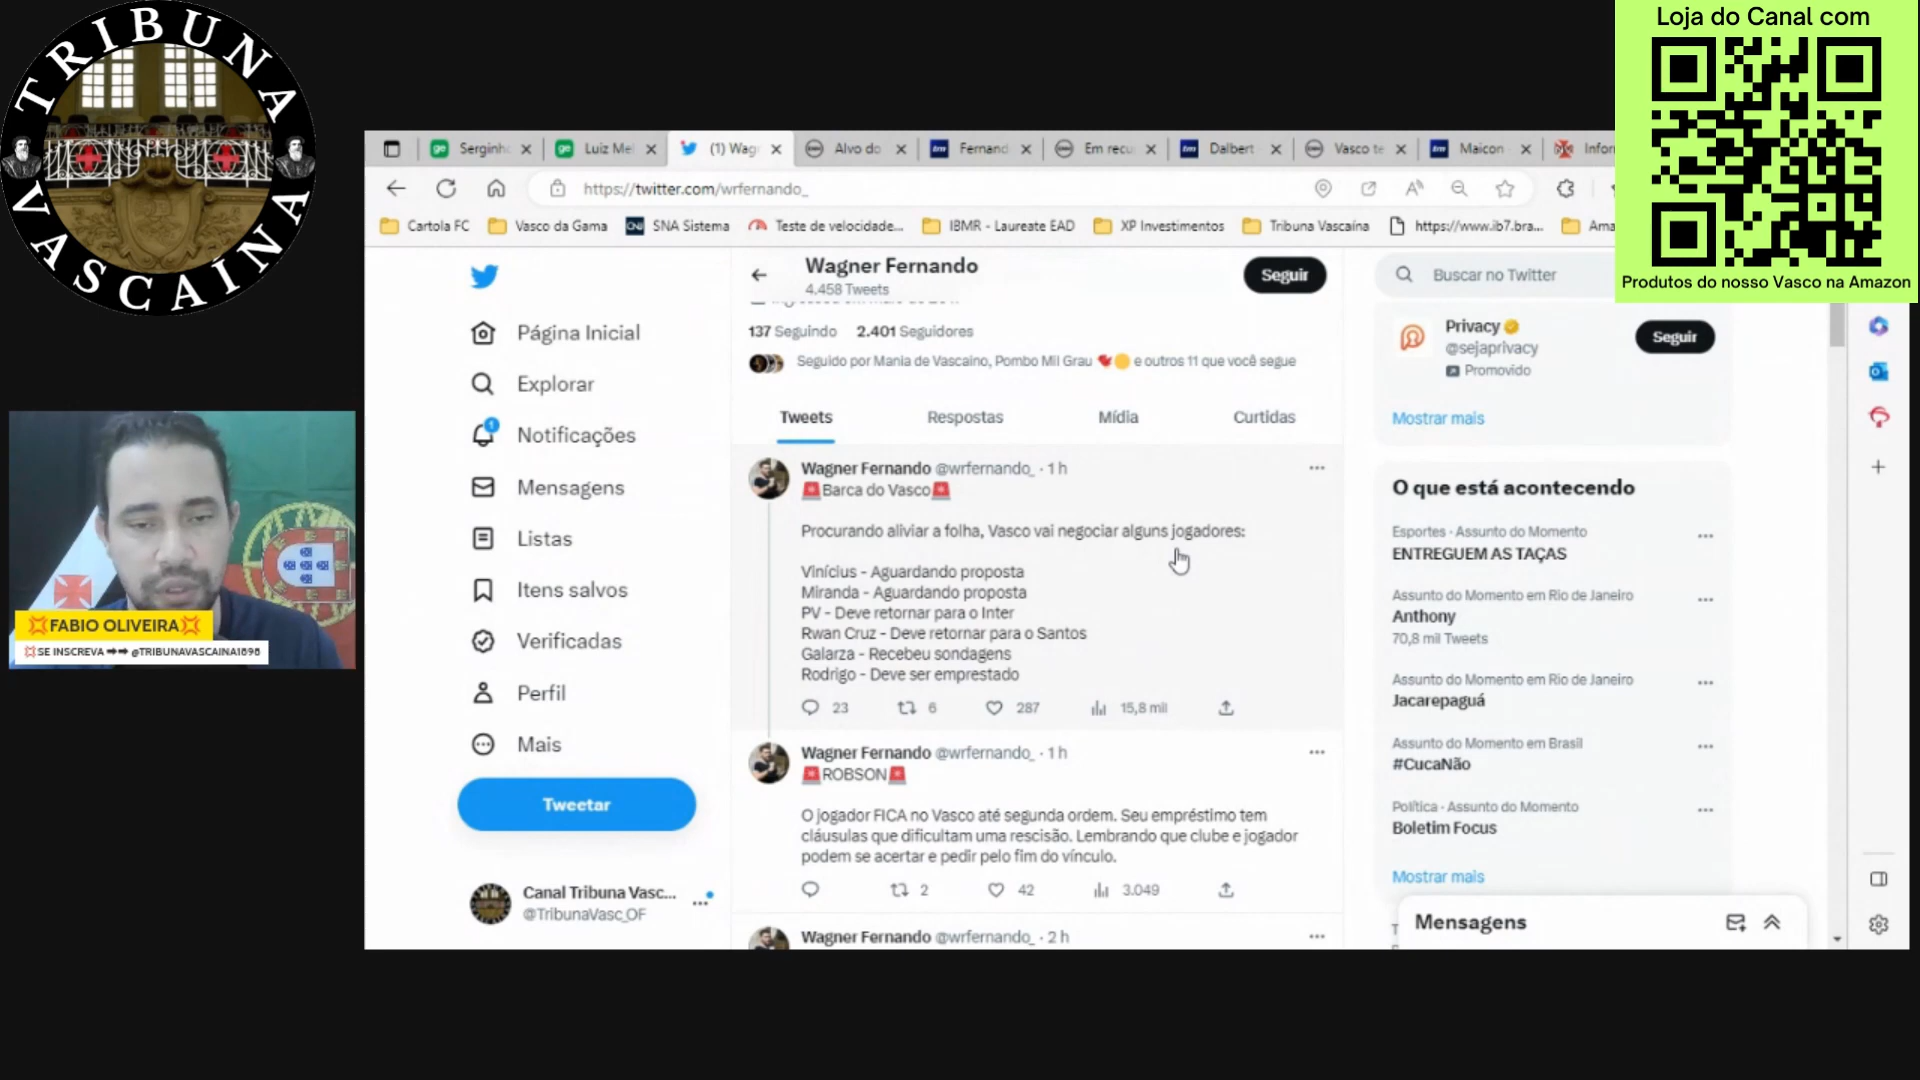 TRIBUNA VASCAÍNA
Loja do Canal com
Produtos do nosso Vasco na Amazon
Serginh
Luiz Mel
(1) Wag
Alvo do
Fernand
Em recu
Dalbert
Vasco te
Maicon
Infor
https://twitter.com/wrfernando_
Cartola FC
Vasco da Gama
SNA Sistema
Teste de velocidade...
IBMR - Laureate EAD
XP Investimentos
Tribuna Vascaína
https://www.ib7.bra...
Ama
Página Inicial
Explorar
Notificações
Mensagens
Listas
Itens salvos
Verificadas
Perfil
Mais
Tweetar
Canal Tribuna Vasc...
@TribunaVasc_OF
Wagner Fernando
4.458 Tweets
Seguir
137 Seguindo 2.401 Seguidores
Seguido por Mania de Vascaino, Pombo Mil Grau e outros 11 que você segue
Tweets
Respostas
Mídia
Curtidas
Wagner Fernando @wrfernando_ · 1 h
🚨Barca do Vasco🚨
Procurando aliviar a folha, Vasco vai negociar alguns jogadores:
Vinícius - Aguardando proposta
Miranda - Aguardando proposta
PV - Deve retornar para o Inter
Rwan Cruz - Deve retornar para o Santos
Galarza - Recebeu sondagens
Rodrigo - Deve ser emprestado
23 6 287 15,8 mil
Wagner Fernando @wrfernando_ · 1 h
🚨ROBSON🚨
O jogador FICA no Vasco até segunda ordem. Seu empréstimo tem
cláusulas que dificultam uma rescisão. Lembrando que clube e jogador
podem se acertar e pedir pelo fim do vínculo.
2 42 3.049
Wagner Fernando @wrfernando_ · 2 h
Buscar no Twitter
Privacy
@sejaprivacy
Promovido
Seguir
Mostrar mais
O que está acontecendo
Esportes · Assunto do Momento
ENTREGUEM AS TAÇAS
Assunto do Momento em Rio de Janeiro
Anthony
70,8 mil Tweets
Assunto do Momento em Rio de Janeiro
Jacarepaguá
Assunto do Momento em Brasil
#CucaNão
Política · Assunto do Momento
Boletim Focus
Mostrar mais
Mensagens
💢FABIO OLIVEIRA💢
💢SE INSCREVA ➡➡ @TRIBUNAVASCAINA1898